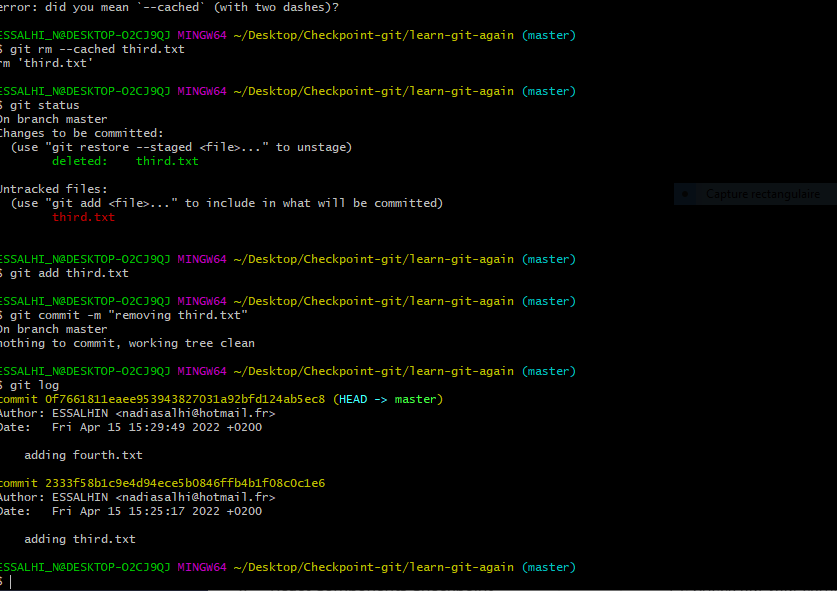 error: did you mean `--cached` (with two dashes)?
ESSALHI_N@DESKTOP-O2CJ9QJ MINGW64 ~/Desktop/Checkpoint-git/learn-git-again (master)
$ git rm --cached third.txt
rm 'third.txt'
ESSALHI_N@DESKTOP-O2CJ9QJ MINGW64 ~/Desktop/Checkpoint-git/learn-git-again (master)
$ git status
On branch master
Changes to be committed:
(use "git restore --staged <file>..." to unstage)
deleted: third.txt
Untracked files:
(use "git add <file>..." to include in what will be committed)
Capture rectangulaire
third.txt
ESSALHI_N@DESKTOP-O2CJ9QJ MINGW64 ~/Desktop/Checkpoint-git/learn-git-again (master)
$ git add third.txt
ESSALHI_N@DESKTOP-O2CJ9QJ MINGW64 ~/Desktop/Checkpoint-git/learn-git-again (master)
$ git commit -m "removing third.txt"
On branch master
nothing to commit, working tree clean
ESSALHI_N@DESKTOP-O2CJ9QJ MINGW64 ~/Desktop/Checkpoint-git/learn-git-again (master)
$ git log
commit 0f7661811eaee953943827031a92bfd124ab5ec8 (HEAD -> master)
Author: ESSALHIN <nadiasalhi@hotmail.fr>
Date: Fri Apr 15 15:29:49 2022 +0200
adding fourth.txt
commit 2333f58b1c9e4d94ece5b0846ffb4b1f08c0c1e6
Author: ESSALHIN <nadiasalhi@hotmail.fr>
Date: Fri Apr 15 15:25:17 2022 +0200
adding third.txt
ESSALHI_N@DESKTOP-O2CJ9QJ MINGW64 ~/Desktop/Checkpoint-git/learn-git-again (master)
$